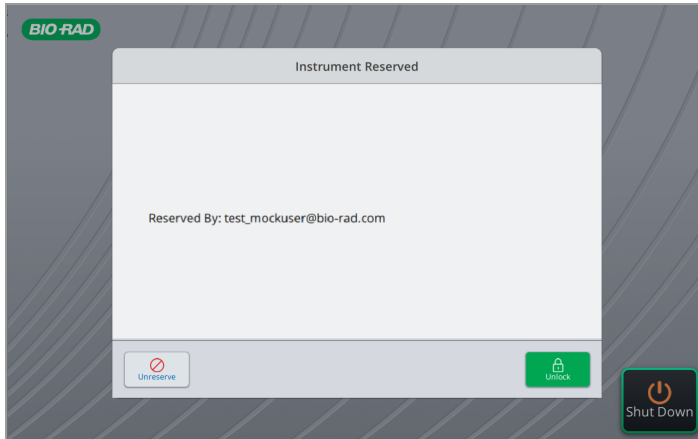 BIO-RAD
Instrument Reserved
Reserved By: test_mockuser@bio-rad.com
Unreserve
Unlock
Shut Down